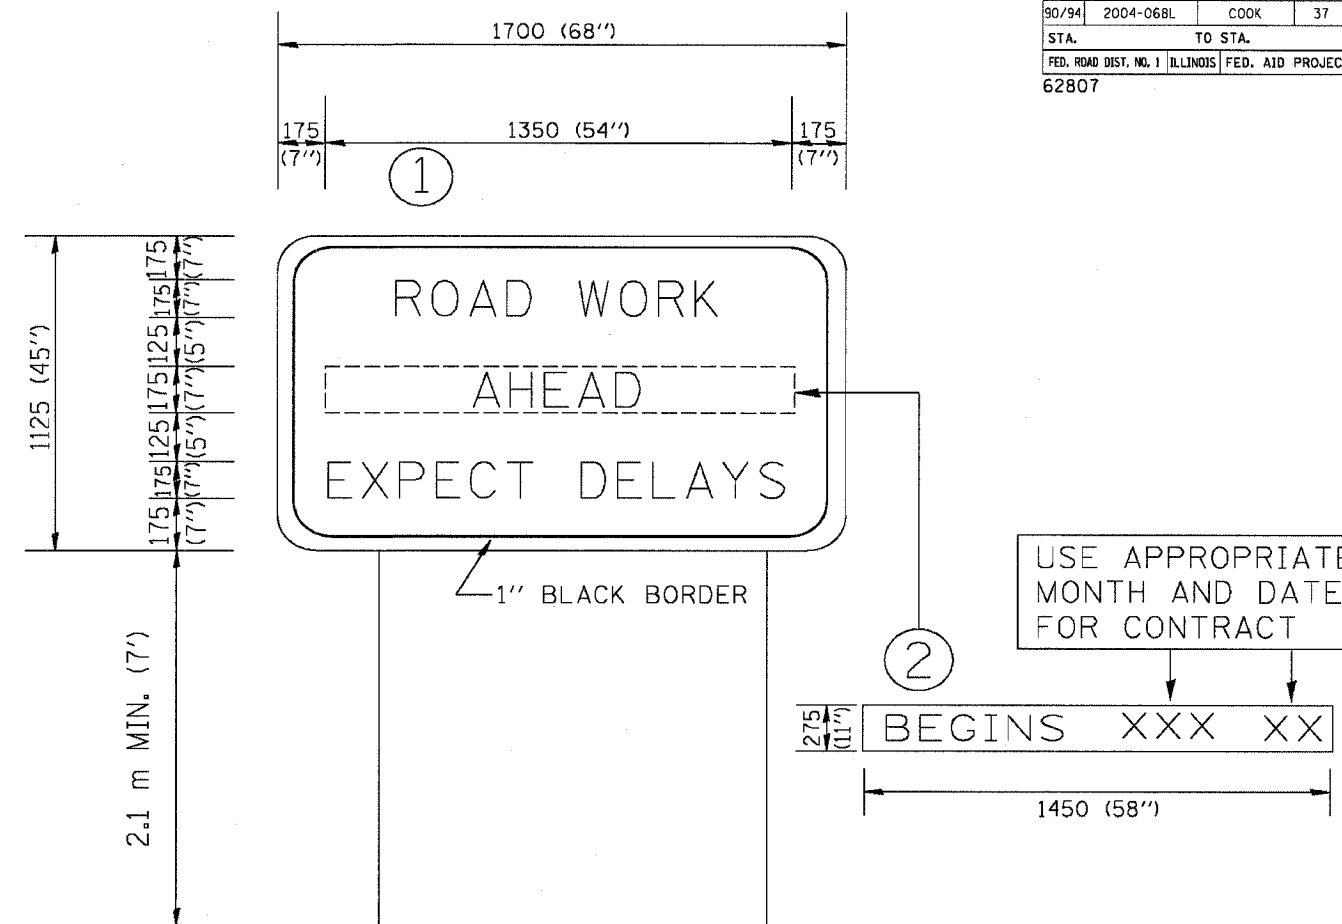 90/94 2004-068L COOK 37
STA. TO STA.
FED. ROAD DIST. NO. 1 ILLINOIS FED. AID PROJEC
62807
1700 (68'')
175 (7'')
1350 (54'')
175 (7'')
1
1125 (45'')
175 (7'')
175 (7'')
125 (5'')
175 (7'')
125 (5'')
175 (7'')
175 (7'')
ROAD WORK
AHEAD
EXPECT DELAYS
1'' BLACK BORDER
2.1 m MIN. (7')
2
USE APPROPRIATE
MONTH AND DATE
FOR CONTRACT
275 (11'')
BEGINS XXX XX
1450 (58'')